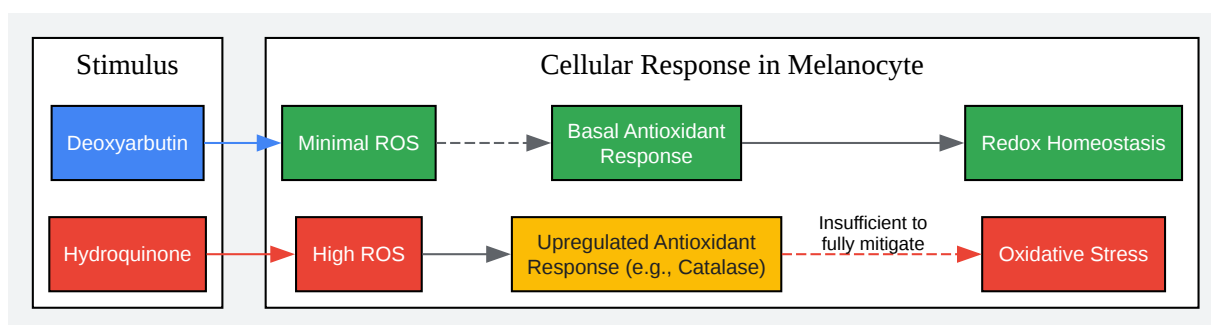 Stimulus
Cellular Response in Melanocyte
Deoxyarbutin
Minimal ROS
Basal Antioxidant
Response
Redox Homeostasis
Hydroquinone
High ROS
Upregulated Antioxidant
Response (e.g., Catalase)
Insufficient to
fully mitigate
Oxidative Stress